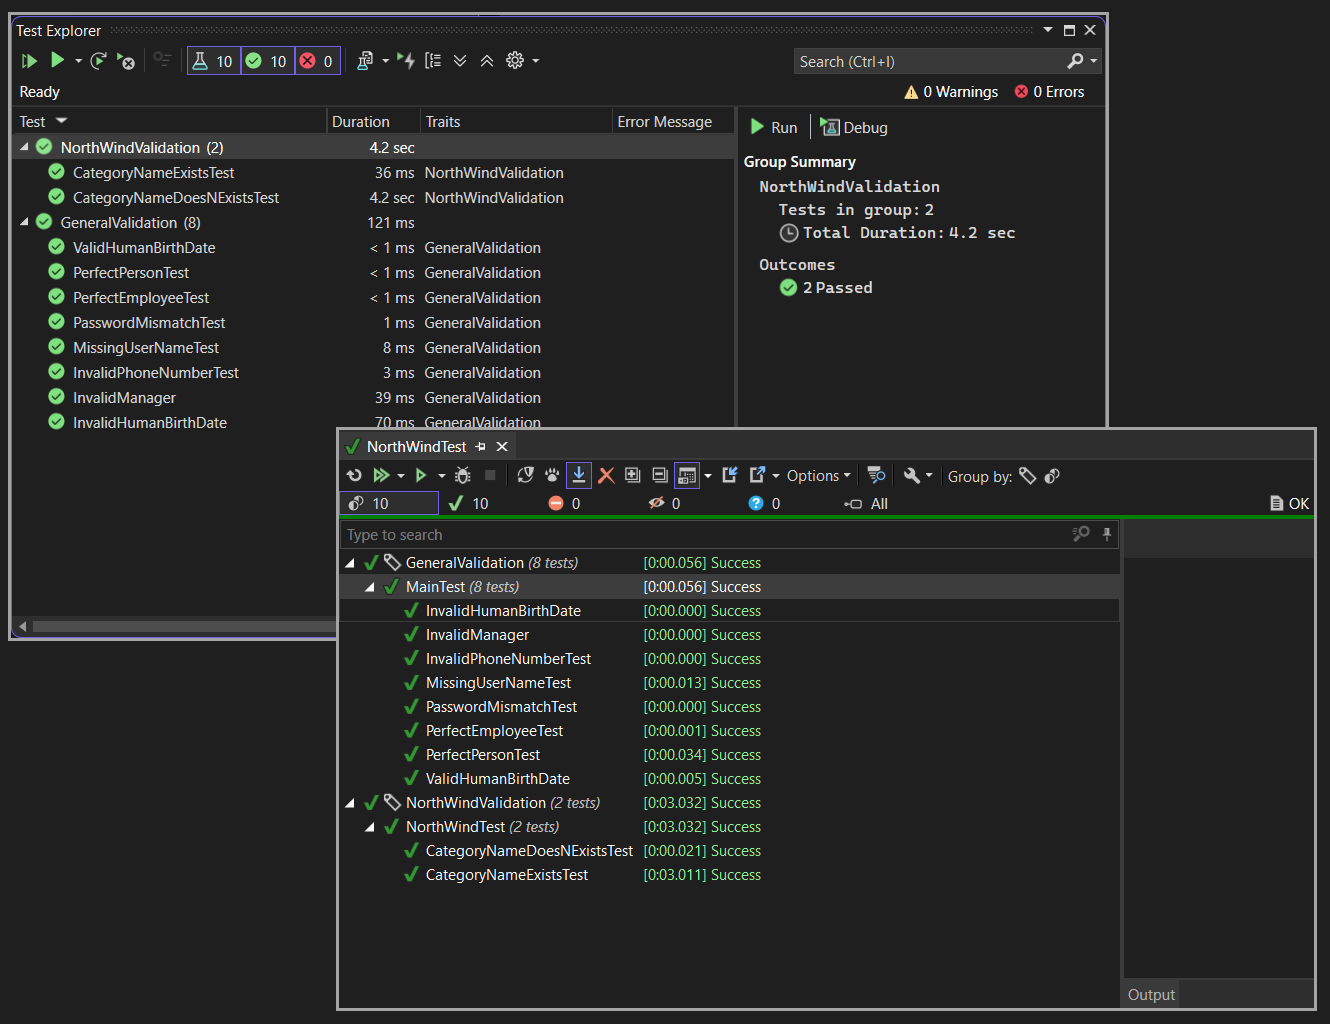 Test Explorer
10 10 0
Search (Ctrl+I)
Ready
0 Warnings 0 Errors
Test Duration Traits Error Message
NorthWindValidation (2) 4.2 sec
CategoryNameExistsTest 36 ms NorthWindValidation
CategoryNameDoesNExistsTest 4.2 sec NorthWindValidation
GeneralValidation (8) 121 ms
ValidHumanBirthDate < 1 ms GeneralValidation
PerfectPersonTest < 1 ms GeneralValidation
PerfectEmployeeTest < 1 ms GeneralValidation
PasswordMismatchTest 1 ms GeneralValidation
MissingUserNameTest 8 ms GeneralValidation
InvalidPhoneNumberTest 3 ms GeneralValidation
InvalidManager 39 ms GeneralValidation
InvalidHumanBirthDate 70 ms GeneralValidation
Run Debug
Group Summary
NorthWindValidation
Tests in group: 2
Total Duration: 4.2 sec
Outcomes
2 Passed
NorthWindTest
Options Group by:
10 10 0 0 0 All OK
Type to search
GeneralValidation (8 tests) [0:00.056] Success
MainTest (8 tests) [0:00.056] Success
InvalidHumanBirthDate [0:00.000] Success
InvalidManager [0:00.000] Success
InvalidPhoneNumberTest [0:00.000] Success
MissingUserNameTest [0:00.013] Success
PasswordMismatchTest [0:00.000] Success
PerfectEmployeeTest [0:00.001] Success
PerfectPersonTest [0:00.034] Success
ValidHumanBirthDate [0:00.005] Success
NorthWindValidation (2 tests) [0:03.032] Success
NorthWindTest (2 tests) [0:03.032] Success
CategoryNameDoesNExistsTest [0:00.021] Success
CategoryNameExistsTest [0:03.011] Success
Output